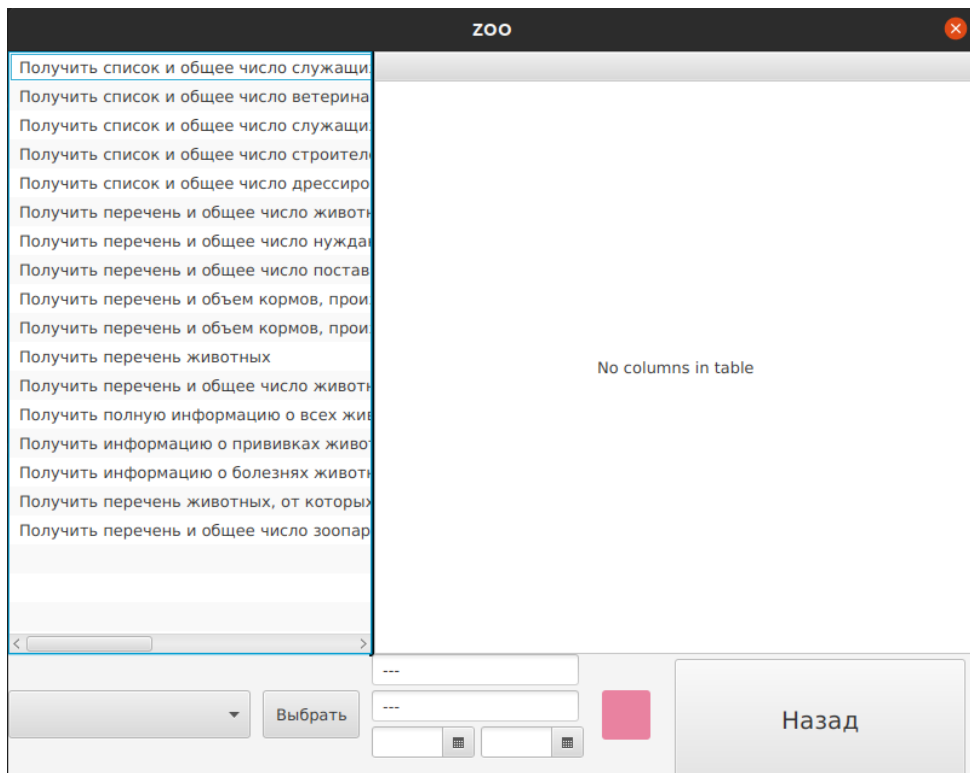 ZOO
Получить список и общее число служащи
Получить список и общее число ветерина
Получить список и общее число служащи
Получить список и общее число строител
Получить список и общее число дрессиро
Получить перечень и общее число животн
Получить перечень и общее число нужда
Получить перечень и общее число постав
Получить перечень и объем кормов, прои
Получить перечень и объем кормов, прои
Получить перечень животных
Получить перечень и общее число животн
Получить полную информацию о всех жив
Получить информацию о прививках живо
Получить информацию о болезнях животн
Получить перечень животных, от которых
Получить перечень и общее число зоопар
No columns in table
---
---
Выбрать
Назад